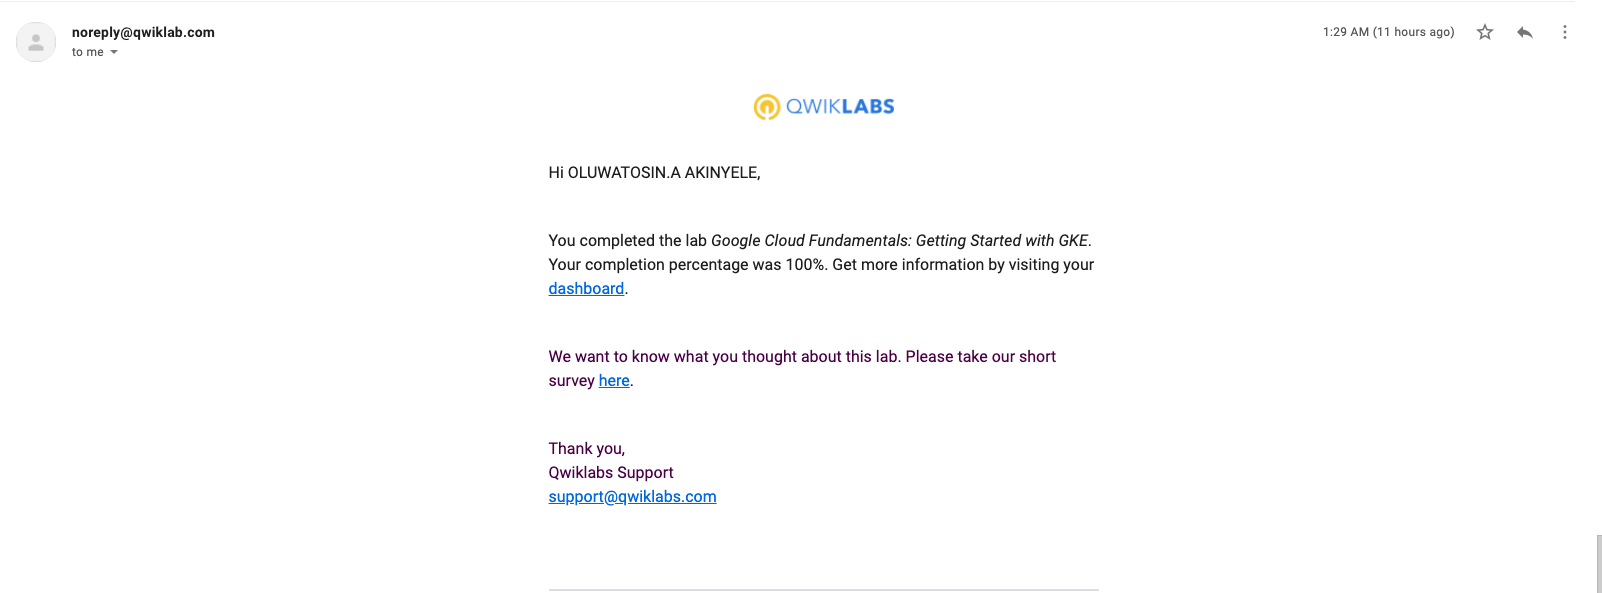 noreply@qwiklab.com
1:29 AM (11 hours ago)
to me
QWIKLABS
Hi OLUWATOSIN.A AKINYELE,
You completed the lab Google Cloud Fundamentals: Getting Started with GKE.
Your completion percentage was 100%. Get more information by visiting your
dashboard.
We want to know what you thought about this lab. Please take our short
survey here.
Thank you,
Qwiklabs Support
support@qwiklabs.com